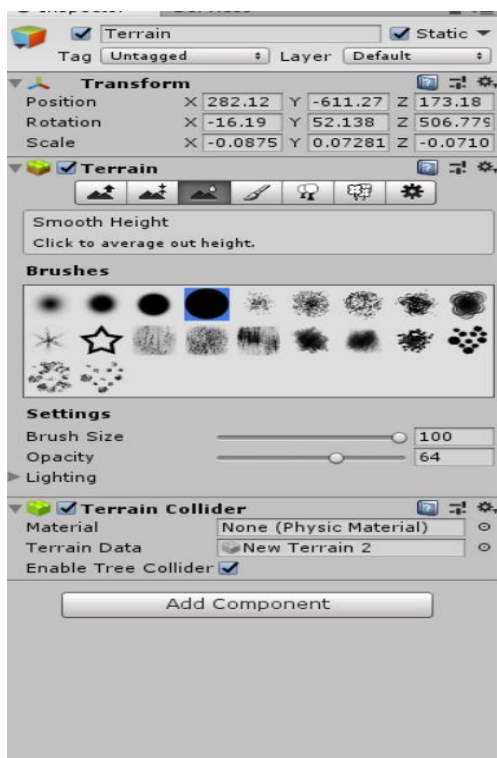 Terrain Static
Tag Untagged Layer Default
Transform
Position X 282.12 Y -611.27 Z 173.18
Rotation X -16.19 Y 52.138 Z 506.779
Scale X -0.0875 Y 0.07281 Z -0.0710
Terrain
Smooth Height
Click to average out height.
Brushes
Settings
Brush Size 100
Opacity 64
Lighting
Terrain Collider
Material None (Physic Material)
Terrain Data New Terrain 2
Enable Tree Collider
Add Component